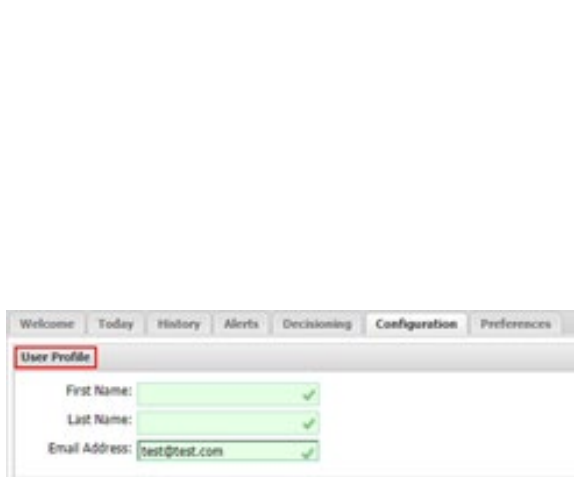 Welcome Today History Alerts Decisioning Configuration Preferences
User Profile
First Name:
Last Name:
Email Address: test@test.com